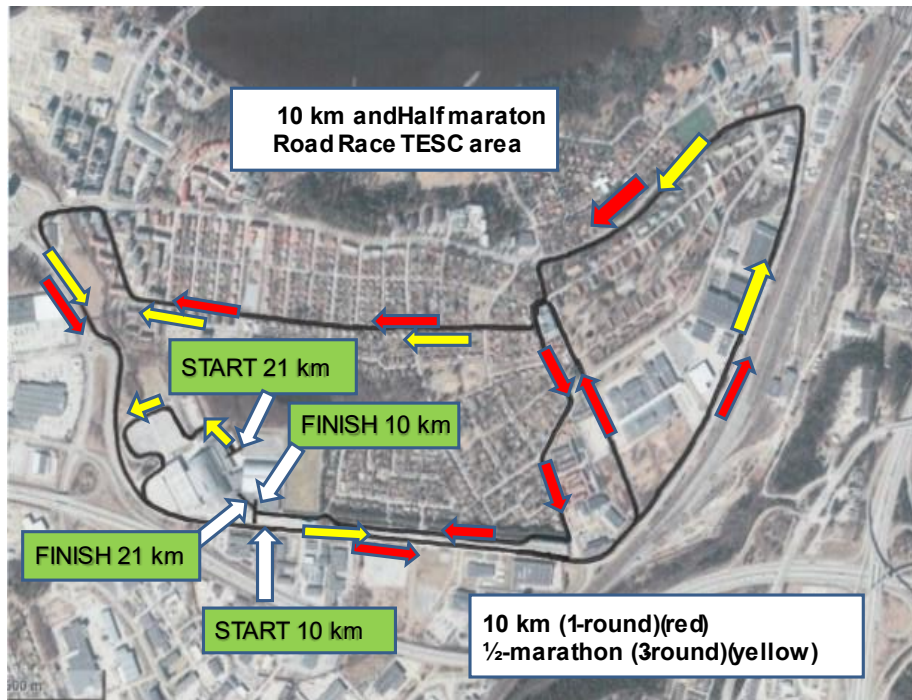 10 km andHalf maraton
Road Race TESC area
START 21 km
FINISH 10 km
FINISH 21 km
START 10 km
10 km (1-round)(red)
½-marathon (3round)(yellow)
500 m